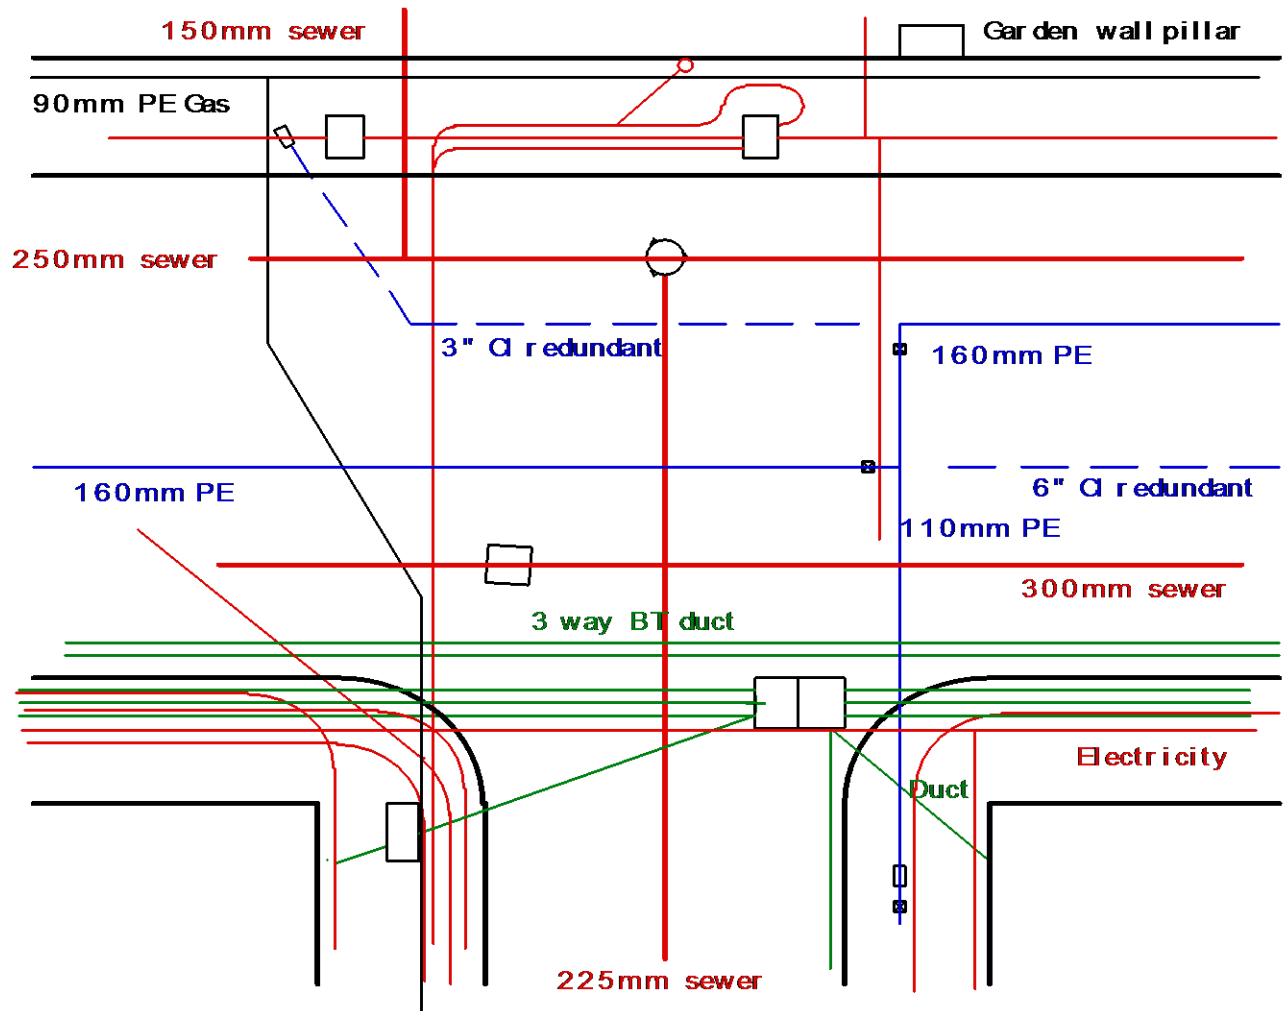 150mm sewer
Garden wall pillar
90mm PE Gas
250mm sewer
3" CI redundant
160mm PE
160mm PE
6" CI redundant
110mm PE
300mm sewer
3 way BT duct
Electricity
Duct
225mm sewer